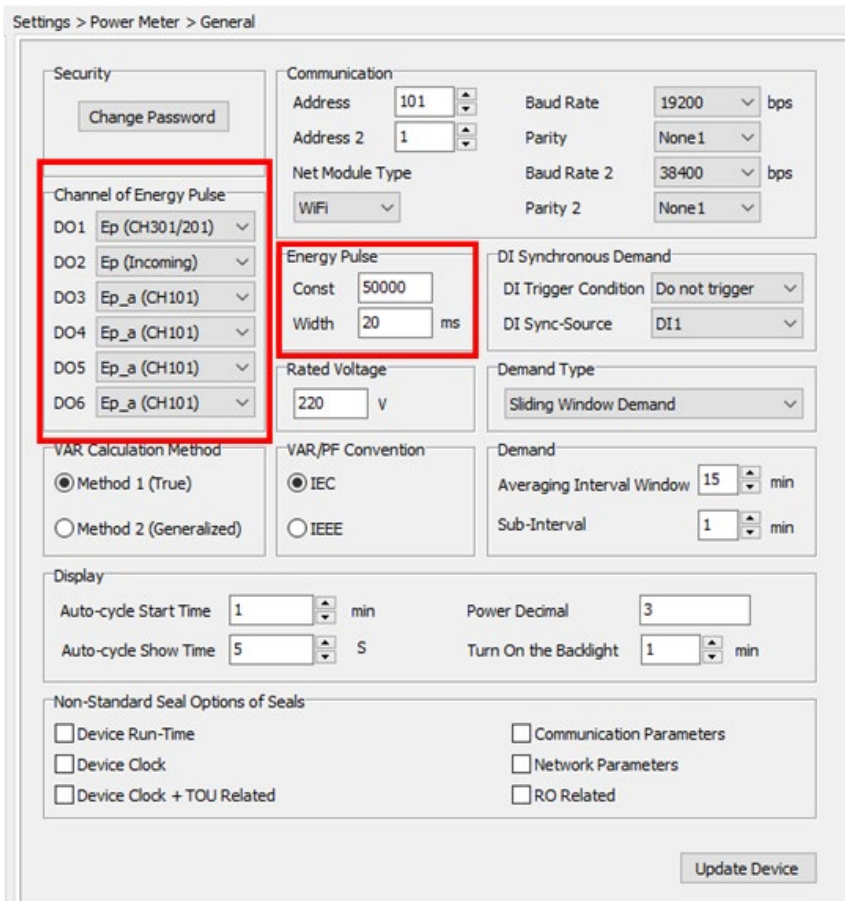 Settings > Power Meter > General
Security
Change Password
Communication
Address 101 Baud Rate 19200 bps
Address 2 1 Parity None1
Net Module Type Baud Rate 2 38400 bps
WiFi Parity 2 None1
Channel of Energy Pulse
DO1 Ep (CH301/201)
DO2 Ep (Incoming)
DO3 Ep_a (CH101)
DO4 Ep_a (CH101)
DO5 Ep_a (CH101)
DO6 Ep_a (CH101)
Energy Pulse
Const 50000
Width 20 ms
DI Synchronous Demand
DI Trigger Condition Do not trigger
DI Sync-Source DI1
Rated Voltage
220 V
Demand Type
Sliding Window Demand
VAR Calculation Method
Method 1 (True)
Method 2 (Generalized)
VAR/PF Convention
IEC
IEEE
Demand
Averaging Interval Window 15 min
Sub-Interval 1 min
Display
Auto-cycle Start Time 1 min Power Decimal 3
Auto-cycle Show Time 5 S Turn On the Backlight 1 min
Non-Standard Seal Options of Seals
Device Run-Time Communication Parameters
Device Clock Network Parameters
Device Clock + TOU Related RO Related
Update Device